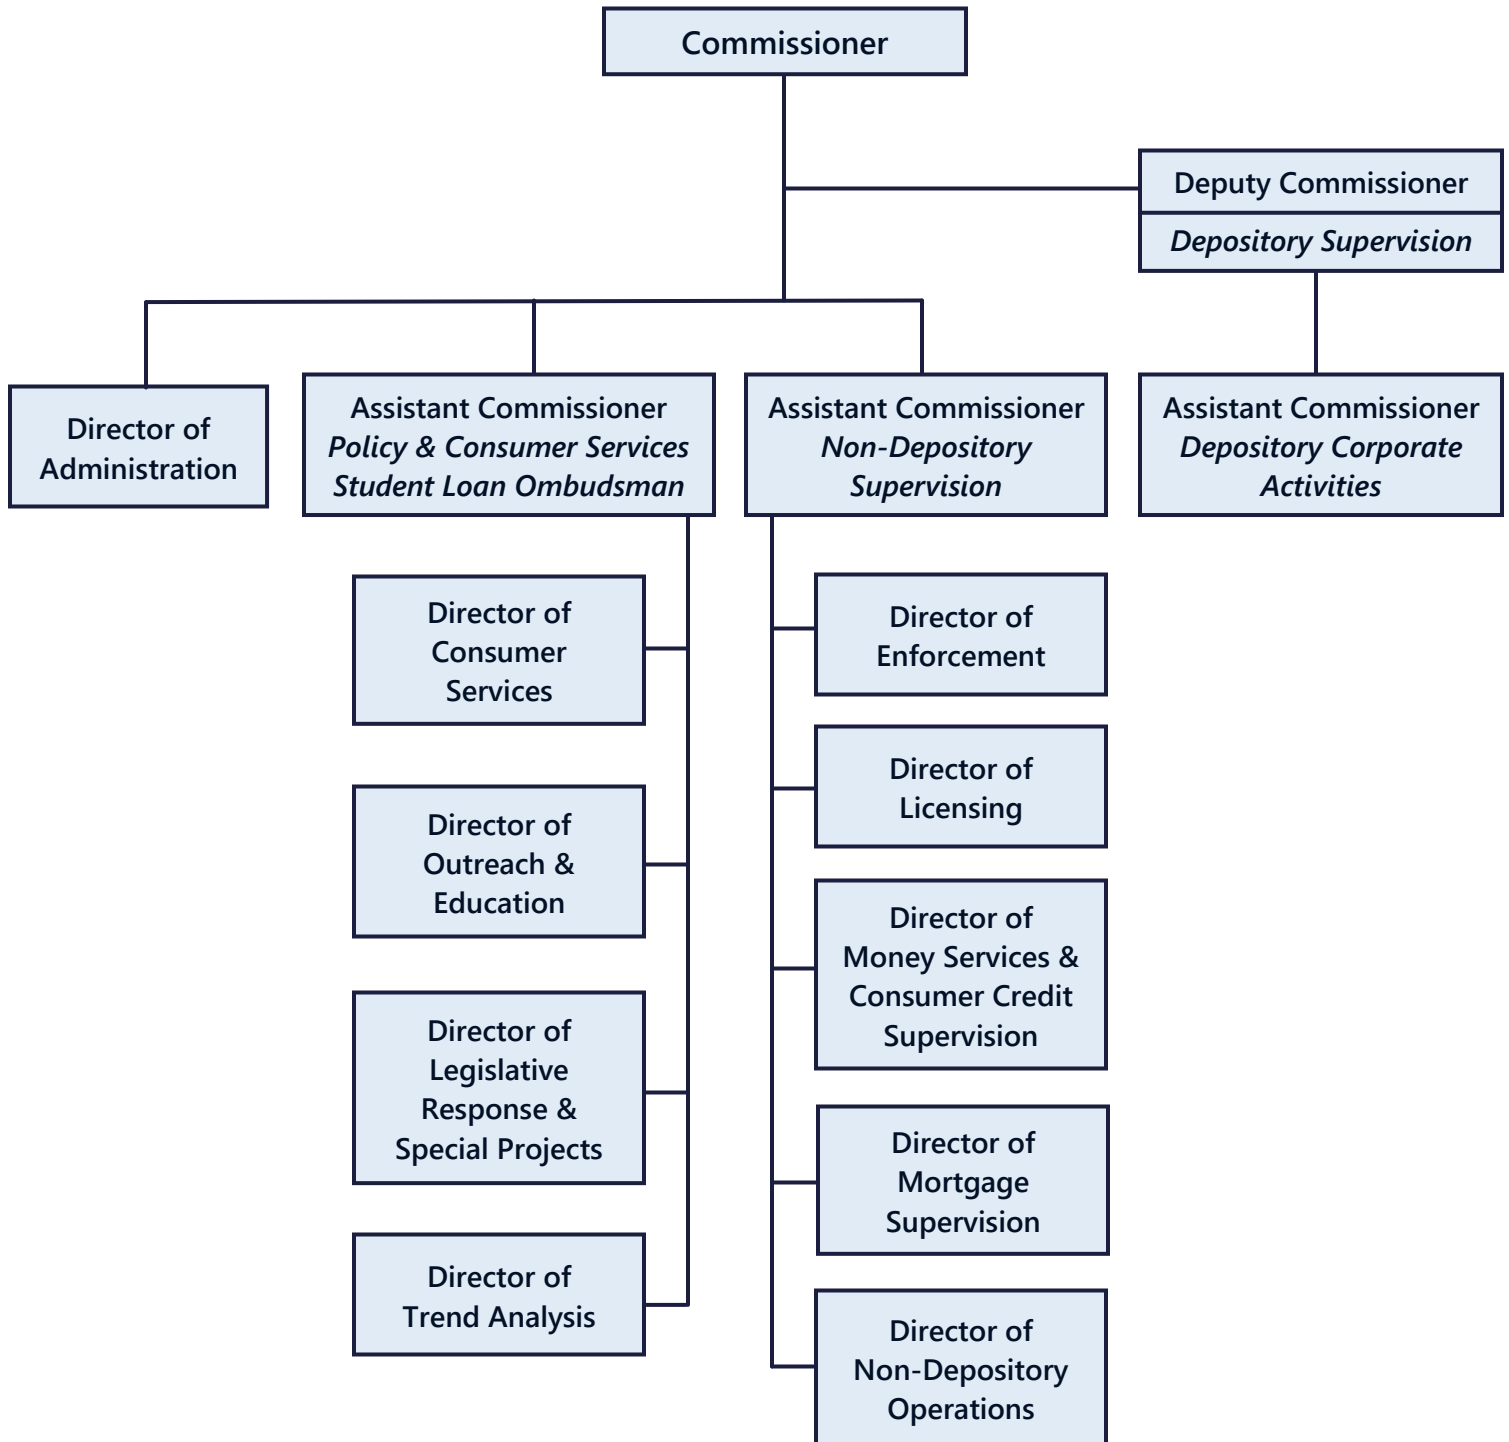 Commissioner
Deputy Commissioner
Depository Supervision
Director of
Administration
Assistant Commissioner
Policy & Consumer Services
Student Loan Ombudsman
Assistant Commissioner
Non-Depository
Supervision
Assistant Commissioner
Depository Corporate
Activities
Director of
Consumer
Services
Director of
Outreach &
Education
Director of
Legislative
Response &
Special Projects
Director of
Trend Analysis
Director of
Enforcement
Director of
Licensing
Director of
Money Services &
Consumer Credit
Supervision
Director of
Mortgage
Supervision
Director of
Non-Depository
Operations